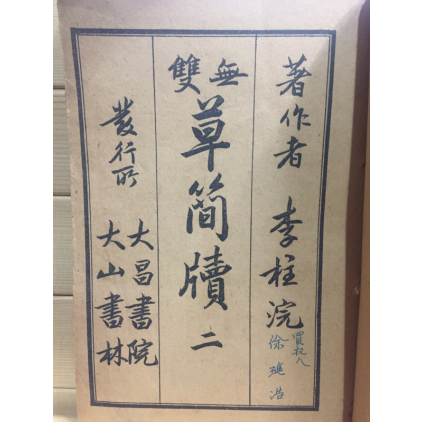 著作者 李柱浣
無雙
草簡牘 二
發行所
大昌書院
大山書林